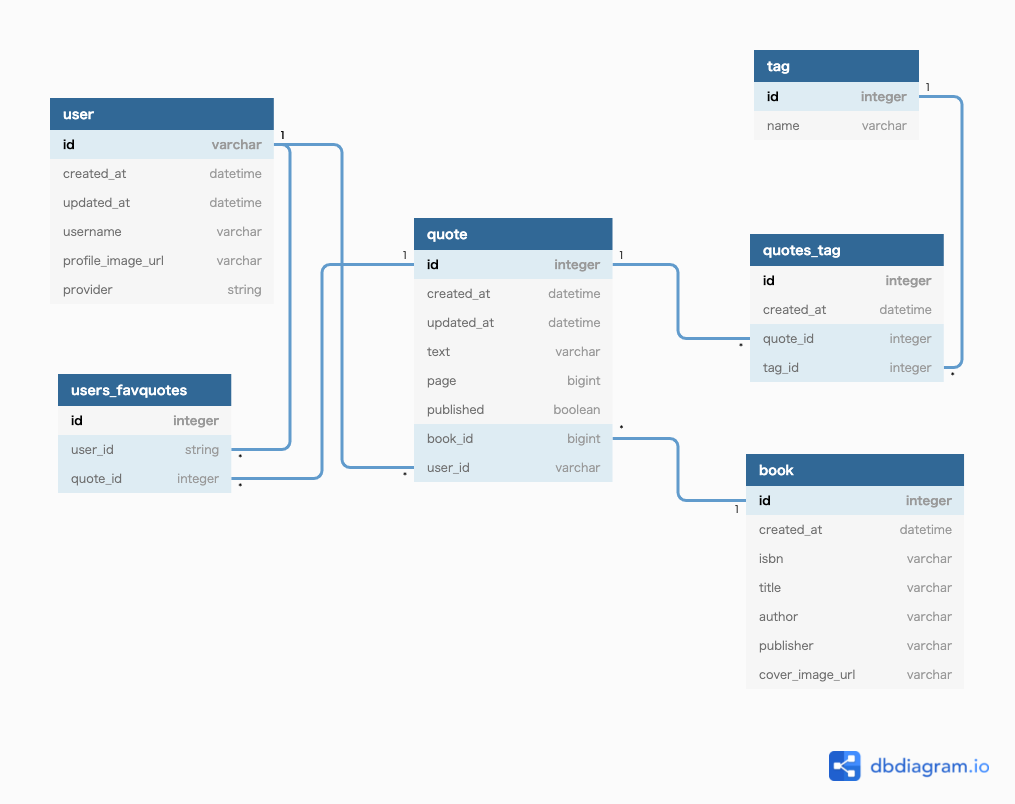 user
id varchar
created_at datetime
updated_at datetime
username varchar
profile_image_url varchar
provider string
1
users_favquotes
id integer
user_id string
quote_id integer
*
*
quote
id integer
created_at datetime
updated_at datetime
text varchar
page bigint
published boolean
book_id bigint
user_id varchar
1
1
*
*
tag
id integer
name varchar
1
quotes_tag
id integer
created_at datetime
quote_id integer
tag_id integer
*
*
book
id integer
created_at datetime
isbn varchar
title varchar
author varchar
publisher varchar
cover_image_url varchar
1
dbdiagram.io